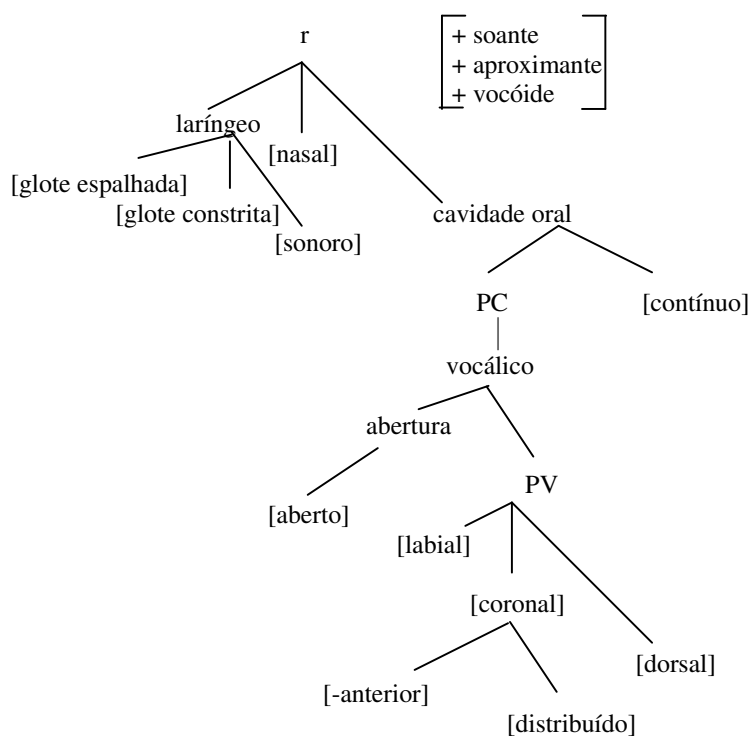 r
+ soante
+ aproximante
+ vocóide
laríngeo
[nasal]
[glote espalhada]
[glote constrita]
cavidade oral
[sonoro]
PC
[contínuo]
vocálico
abertura
PV
[aberto]
[labial]
[coronal]
[dorsal]
[-anterior]
[distribuído]